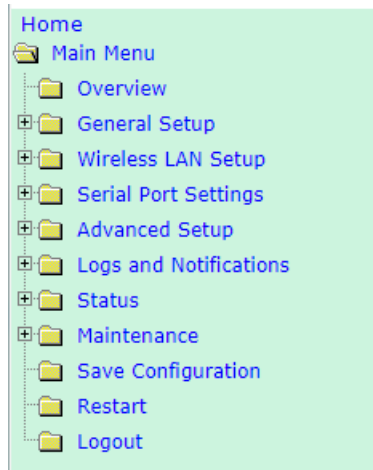 Home
Main Menu
Overview
General Setup
Wireless LAN Setup
Serial Port Settings
Advanced Setup
Logs and Notifications
Status
Maintenance
Save Configuration
Restart
Logout